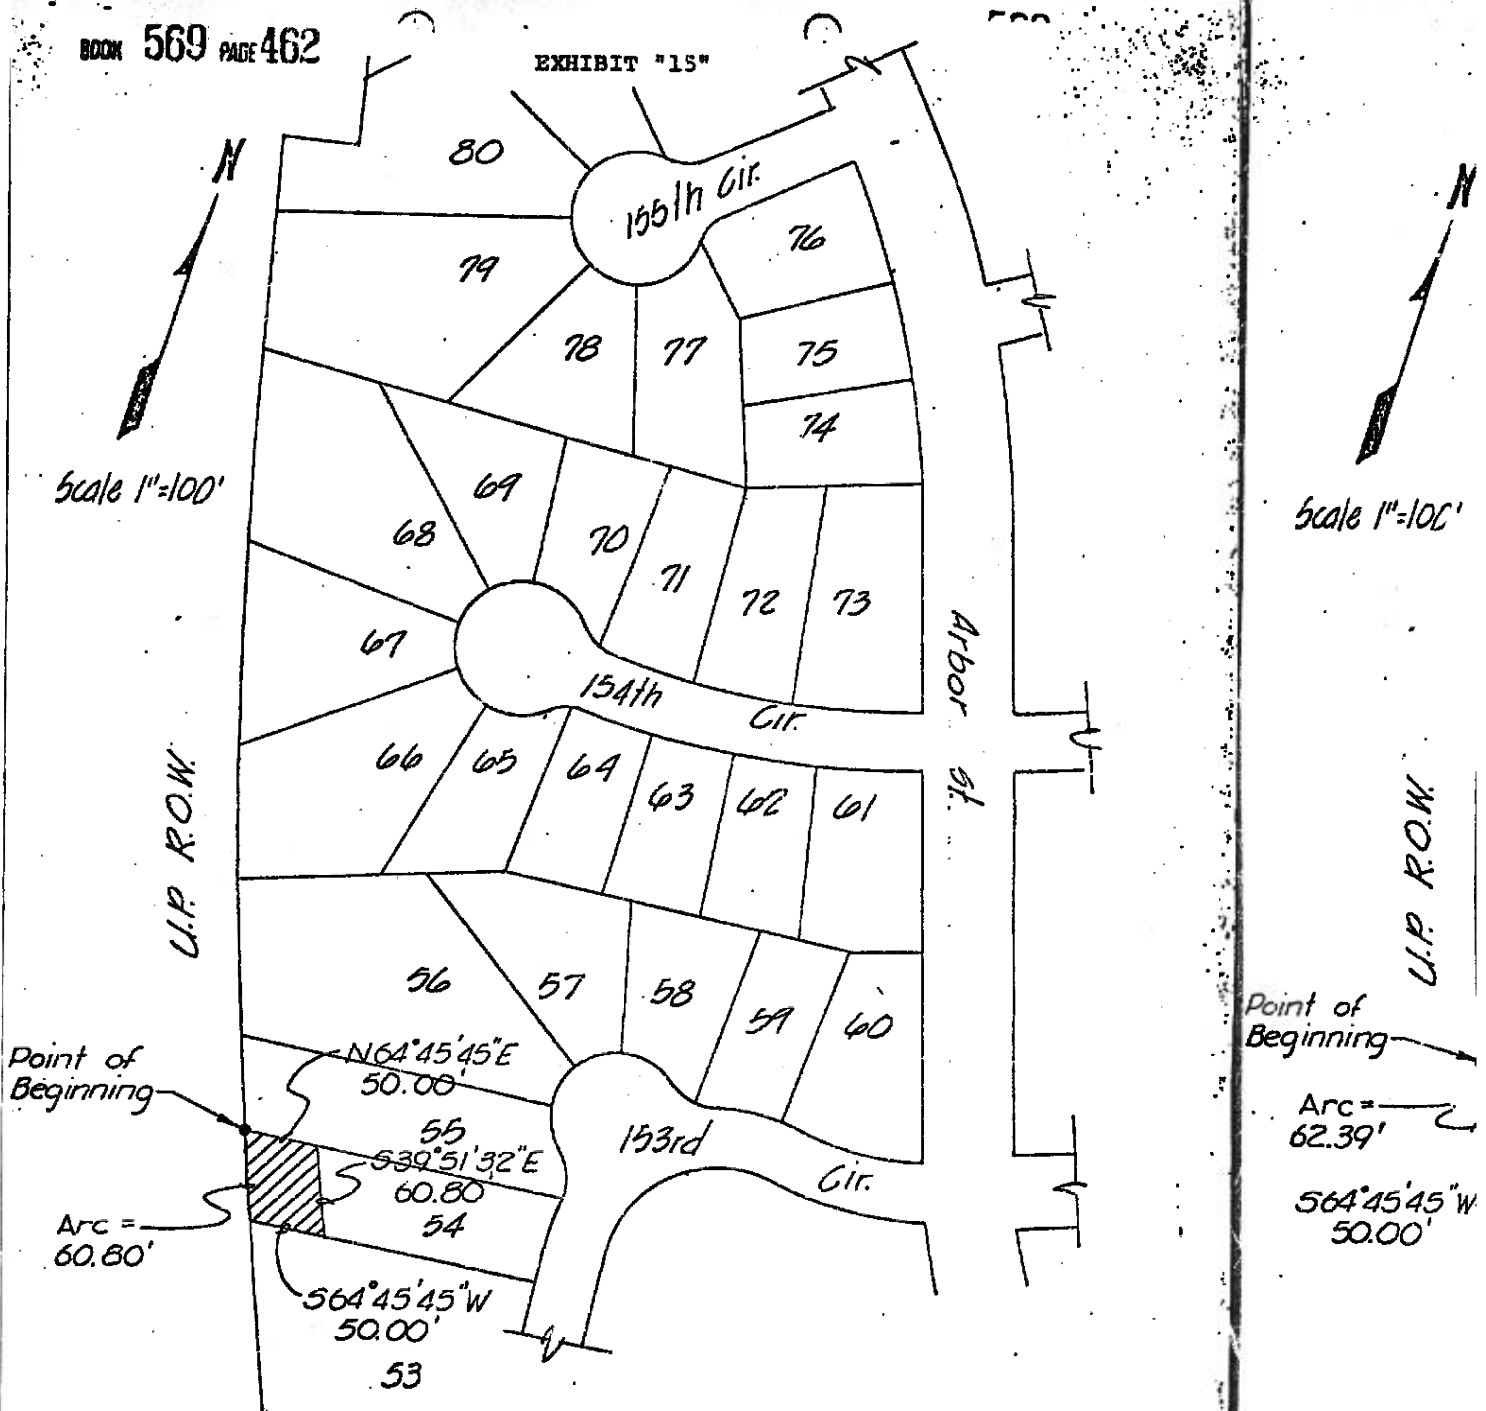 BOOK 569 PAGE 462
EXHIBIT "15"
N
Scale 1"=100'
80
155th Cir.
79
76
78
77
75
74
69
68
70
71
72
73
67
154th
Cir.
Arbor St.
66
65
64
63
62
61
U.P. R.O.W.
56
57
58
59
60
Point of
Beginning
N64°45'45"E
50.00'
55
S39°51'32"E
60.80'
54
153rd
Cir.
Arc =
60.80'
S64°45'45"W
50.00'
53
N
Scale 1"=100'
U.P. R.O.W.
Point of
Beginning
Arc =
62.39'
S64°45'45"W
50.00'